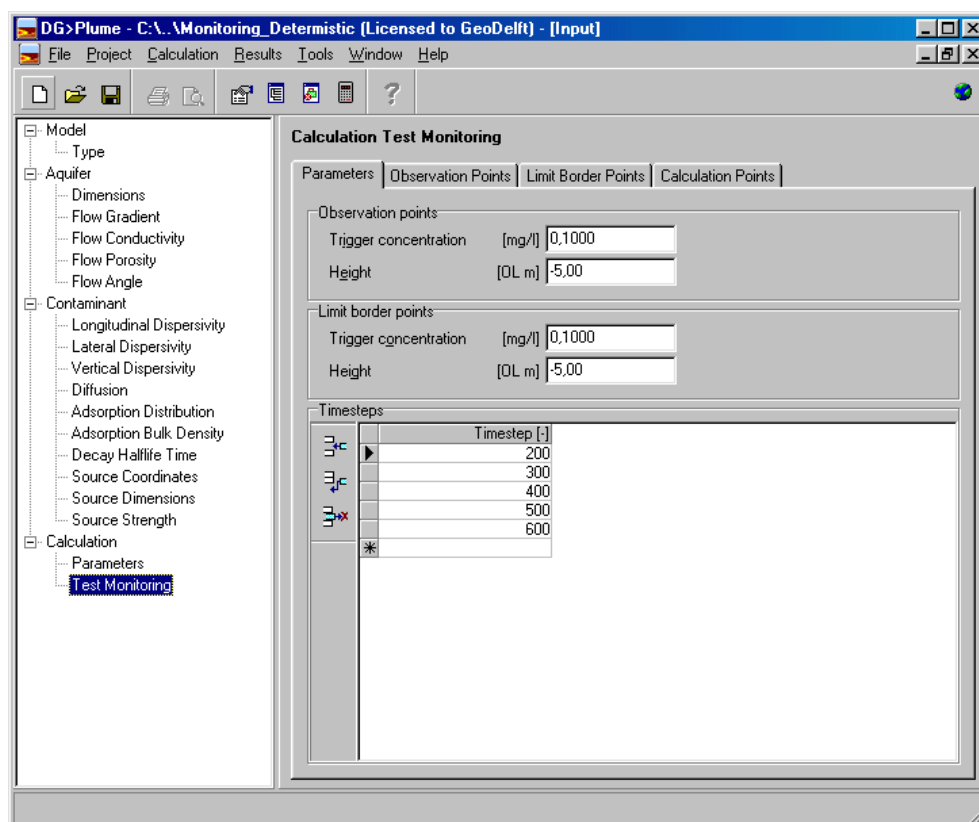 DG>Plume - C:\..\Monitoring_Determistic (Licensed to GeoDelft) - [Input]
File Project Calculation Results Tools Window Help
Model
Type
Aquifer
Dimensions
Flow Gradient
Flow Conductivity
Flow Porosity
Flow Angle
Contaminant
Longitudinal Dispersivity
Lateral Dispersivity
Vertical Dispersivity
Diffusion
Adsorption Distribution
Adsorption Bulk Density
Decay Halflife Time
Source Coordinates
Source Dimensions
Source Strength
Calculation
Parameters
Test Monitoring
Calculation Test Monitoring
Parameters Observation Points Limit Border Points Calculation Points
Observation points
Trigger concentration [mg/l] 0,1000
Height [OL m] -5,00
Limit border points
Trigger concentration [mg/l] 0,1000
Height [OL m] -5,00
Timesteps
Timestep [-]
200
300
400
500
600